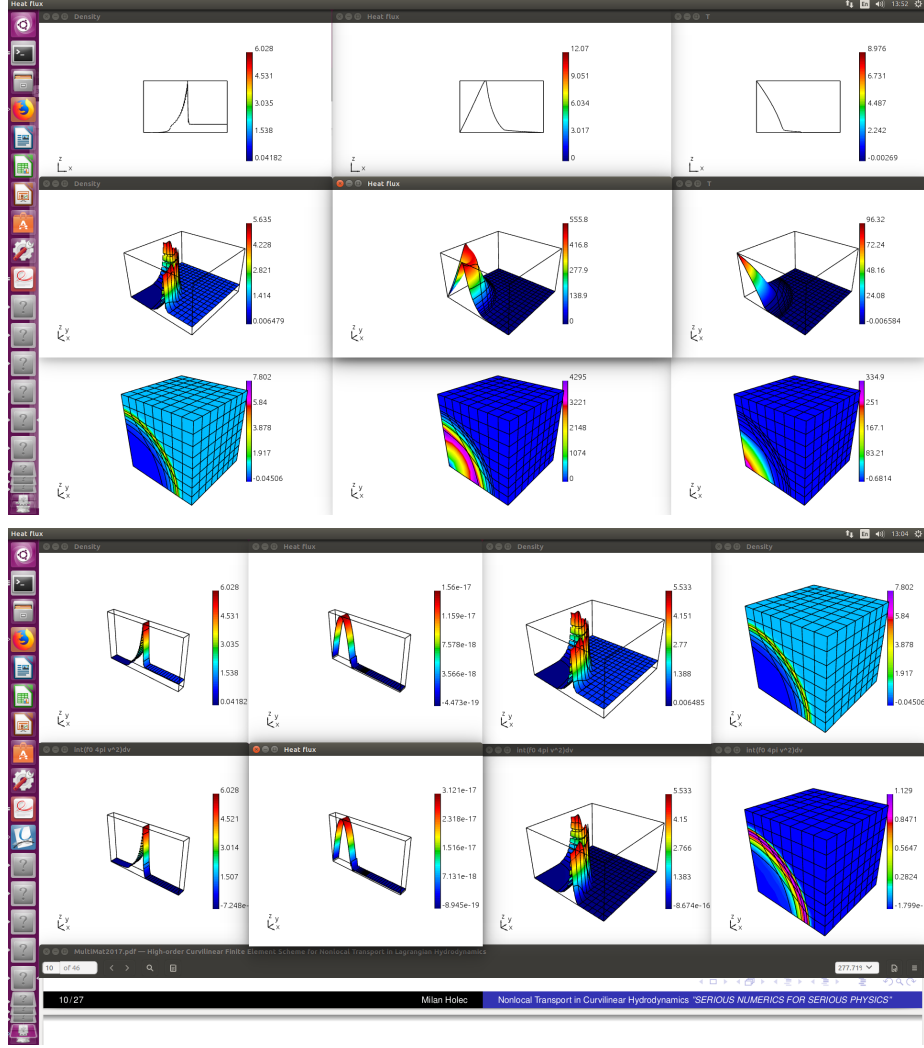 Heat flux
En 13:52
Density
Heat flux
T
6.028
4.531
3.035
1.538
0.04182
z
x
12.07
9.051
6.034
3.017
0
z
x
8.976
6.731
4.487
2.242
-0.00269
z
x
Density
Heat flux
T
5.635
4.228
2.821
1.414
0.006479
z y
x
555.8
416.8
277.9
138.9
0
z y
x
96.32
72.24
48.16
24.08
-0.006584
z y
x
7.802
5.84
3.878
1.917
-0.04506
z y
x
4295
3221
2148
1074
0
z y
x
334.9
251
167.1
83.21
-0.6814
z y
x
Heat flux
En 13:04
Density
Heat flux
Density
Density
6.028
4.531
3.035
1.538
0.04182
z y
x
1.56e-17
1.159e-17
7.578e-18
3.566e-18
-4.473e-19
z y
x
5.533
4.151
2.77
1.388
0.006485
z y
x
7.802
5.84
3.878
1.917
-0.04506
z y
x
int(f0 4pi v^2)dv
Heat flux
int(f0 4pi v^2)dv
int(f0 4pi v^2)dv
6.028
4.521
3.014
1.507
-7.248e-
z y
x
3.121e-17
2.318e-17
1.516e-17
7.131e-18
-8.945e-19
z y
x
5.533
4.15
2.766
1.383
-8.674e-16
z y
x
1.129
0.8471
0.5647
0.2824
-1.799e-
z y
x
MultiMat2017.pdf — High-order Curvilinear Finite Element Scheme for Nonlocal Transport in Lagrangian Hydrodynamics
10 of 46 277.719
10/27 Milan Holec Nonlocal Transport in Curvilinear Hydrodynamics "SERIOUS NUMERICS FOR SERIOUS PHYSICS"